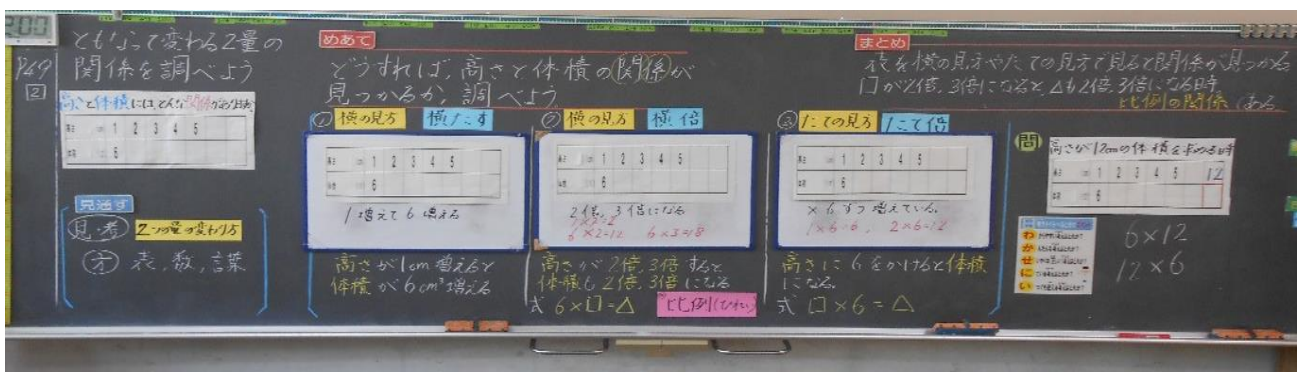 P49
2
ともなって変わる2量の
関係を調べよう
高さと体積には、どんな関係が
高さ cm 1 2 3 4 5
体積 6
見通す
見・考 2つの量の変わり方
方 表,数,言葉
めあて
どうすれば、高さと体積の関係が
見つかるか、調べよう
① 横の見方 横たす
高さ cm 1 2 3 4 5
体積 6
1増えて6増える
高さが1cm増えると
体積が6cm³増える
② 横の見方 横倍
高さ cm 1 2 3 4 5
体積 6
2倍,3倍になる
1×2=2
6×2=12 6×3=18
高さが2倍,3倍すると
体積も2倍,3倍になる
式 6×□=△ 比例(ひれい)
③ たての見方 たて倍
高さ cm 1 2 3 4 5
体積 6
×6ずつ増えている。
1×6=6, 2×6=12
高さに6をかけると体積
になる。
式 □×6=△
まとめ
表を横の見方やたての見方で見ると関係が見つかる。
□が2倍,3倍になると,△も2倍,3倍になる時
比例の関係にある
問
高さが12cmの体積を求める時
高さ cm 1 2 3 4 5 12
体積 6
わ
か
せ
に
い
6×12
12×6